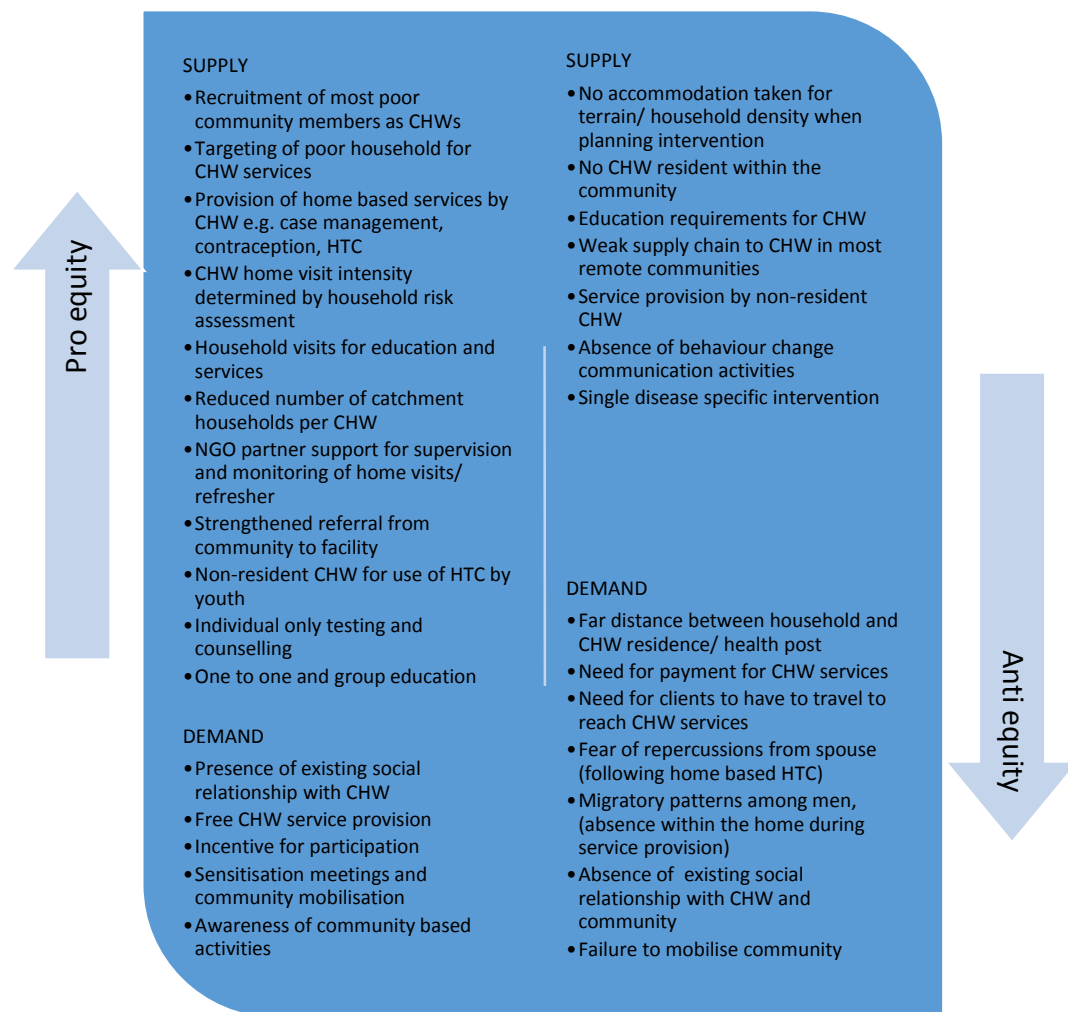 Pro equity
SUPPLY
•Recruitment of most poor
community members as CHWs
•Targeting of poor household for
CHW services
•Provision of home based services by
CHW e.g. case management,
contraception, HTC
•CHW home visit intensity
determined by household risk
assessment
•Household visits for education and
services
•Reduced number of catchment
households per CHW
•NGO partner support for supervision
and monitoring of home visits/
refresher
•Strengthened referral from
community to facility
•Non-resident CHW for use of HTC by
youth
•Individual only testing and
counselling
•One to one and group education
DEMAND
•Presence of existing social
relationship with CHW
•Free CHW service provision
•Incentive for participation
•Sensitisation meetings and
community mobilisation
•Awareness of community based
activities
SUPPLY
•No accommodation taken for
terrain/ household density when
planning intervention
•No CHW resident within the
community
•Education requirements for CHW
•Weak supply chain to CHW in most
remote communities
•Service provision by non-resident
CHW
•Absence of behaviour change
communication activities
•Single disease specific intervention
DEMAND
•Far distance between household and
CHW residence/ health post
•Need for payment for CHW services
•Need for clients to have to travel to
reach CHW services
•Fear of repercussions from spouse
(following home based HTC)
•Migratory patterns among men,
(absence within the home during
service provision)
•Absence of  existing social
relationship with CHW and
community
•Failure to mobilise community
Anti equity